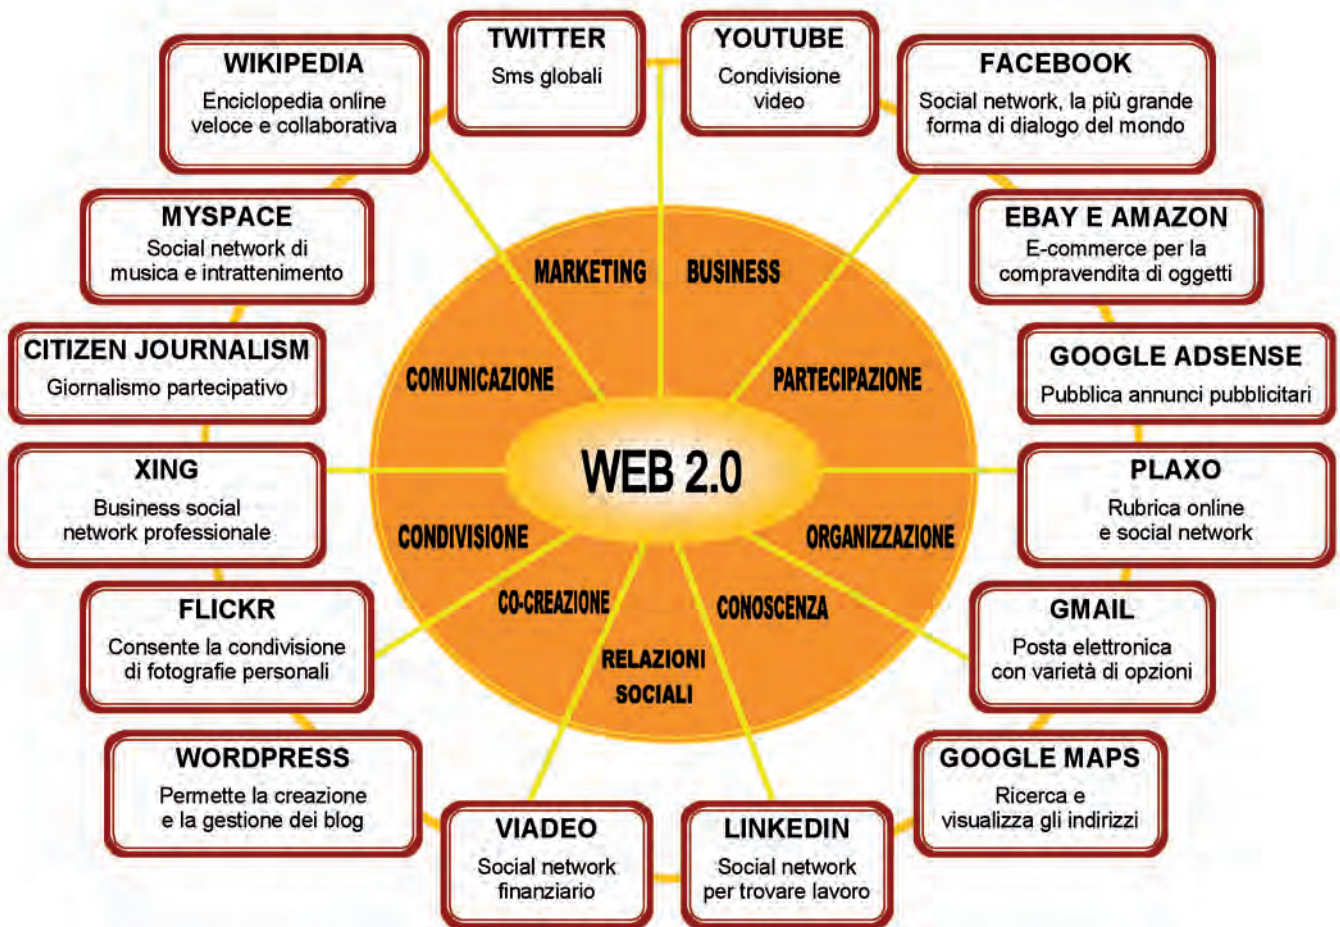 WIKIPEDIA
Enciclopedia online
veloce e collaborativa
TWITTER
Sms globali
YOUTUBE
Condivisione
video
FACEBOOK
Social network, la più grande
forma di dialogo del mondo
MYSPACE
Social network di
musica e intrattenimento
EBAY E AMAZON
E-commerce per la
compravendita di oggetti
CITIZEN JOURNALISM
Giornalismo partecipativo
GOOGLE ADSENSE
Pubblica annunci pubblicitari
XING
Business social
network professionale
PLAXO
Rubrica online
e social network
FLICKR
Consente la condivisione
di fotografie personali
GMAIL
Posta elettronica
con varietà di opzioni
WORDPRESS
Permette la creazione
e la gestione dei blog
GOOGLE MAPS
Ricerca e
visualizza gli indirizzi
VIADEO
Social network
finanziario
LINKEDIN
Social network
per trovare lavoro
MARKETING
BUSINESS
COMUNICAZIONE
PARTECIPAZIONE
WEB 2.0
CONDIVISIONE
ORGANIZZAZIONE
CO-CREAZIONE
CONOSCENZA
RELAZIONI
SOCIALI